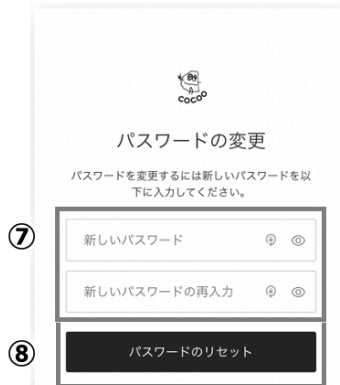 cocoo
パスワードの変更
パスワードを変更するには新しいパスワードを以
下に入力してください。
⑦
新しいパスワード
新しいパスワードの再入力
⑧
パスワードのリセット